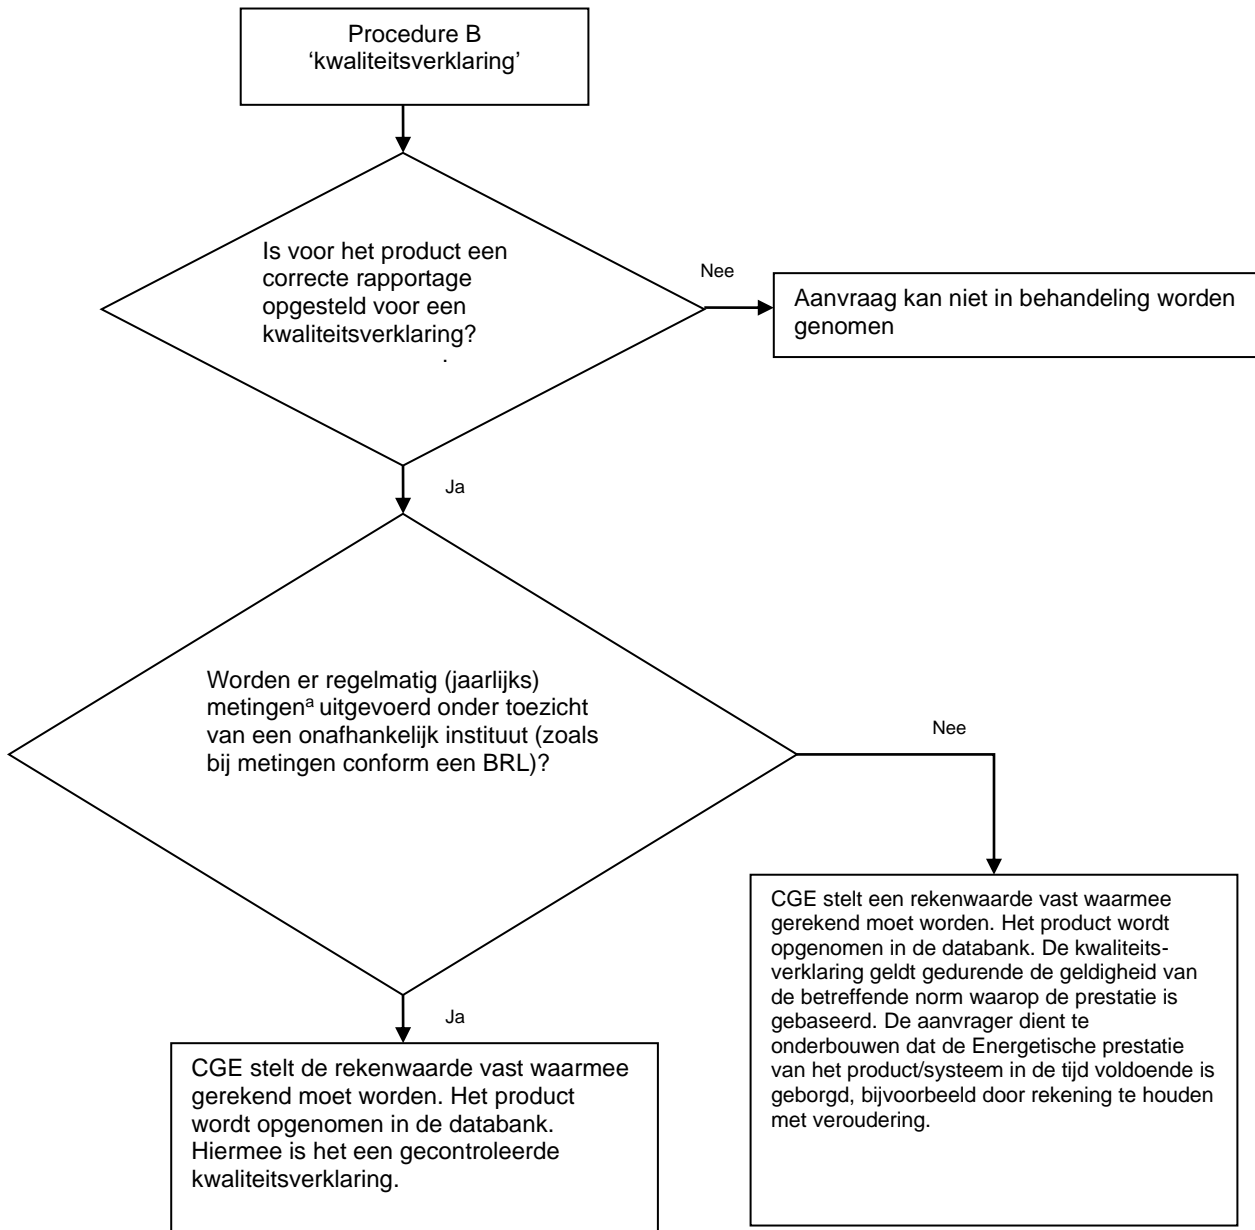 Procedure B
‘kwaliteitsverklaring’
Is voor het product een
correcte rapportage
opgesteld voor een
kwaliteitsverklaring?
.
Nee
Aanvraag kan niet in behandeling worden
genomen
Ja
Worden er regelmatig (jaarlijks)
metingenᵃ uitgevoerd onder toezicht
van een onafhankelijk instituut (zoals
bij metingen conform een BRL)?
Nee
Ja
CGE stelt de rekenwaarde vast waarmee
gerekend moet worden. Het product
wordt opgenomen in de databank.
Hiermee is het een gecontroleerde
kwaliteitsverklaring.
CGE stelt een rekenwaarde vast waarmee
gerekend moet worden. Het product wordt
opgenomen in de databank. De kwaliteits-
verklaring geldt gedurende de geldigheid van
de betreffende norm waarop de prestatie is
gebaseerd. De aanvrager dient te
onderbouwen dat de Energetische prestatie
van het product/systeem in de tijd voldoende is
geborgd, bijvoorbeeld door rekening te houden
met veroudering.